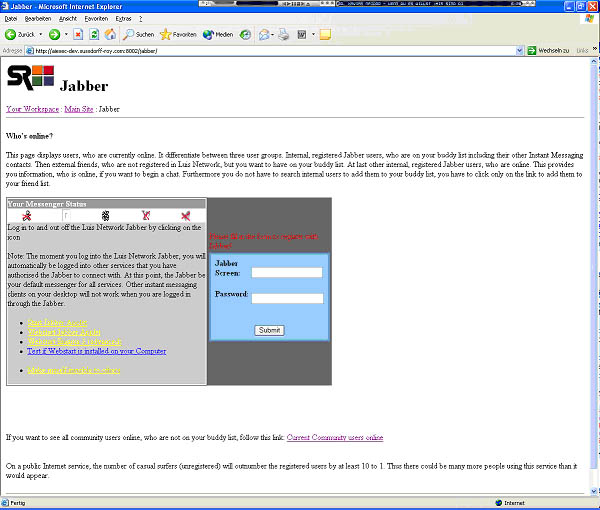 Jabber - Microsoft Internet Explorer
Datei Bearbeiten Ansicht Favoriten Extras ?
Zurück Suchen Favoriten Medien
Adresse http://aiesec-dev.sussdorff-roy.com:8002/jabber/ Wechseln zu Links »
SR Jabber
Your Workspace : Main Site : Jabber
Who's online?
This page displays users, who are currently online. It differentiate between three user groups. Internal, registered Jabber users, who are on your buddy list including their other Instant Messaging
contacts. Then external friends, who are not registered in Luis Network, but you want to have on your buddy list. At last other internal, registered Jabber users, who are online. This provides
you information, who is online, if you want to begin a chat. Furthermore you do not have to search internal users to add them to your buddy list, you have to click only on the link to add them to
your friend list.
Your Messenger Status
Log in to and out off the Luis Network Jabber by clicking on the
icon
Note: The moment you log into the Luis Network Jabber, you will
automatically be logged into other services that you have
authorised the Jabber to connect with. At this point, the Jabber be
your default messenger for all services. Other instant messaging
clients on your desktop will not work when you are logged in
through the Jabber.
Test if Webstart is installed on your Computer
Jabber
Screen:
Password:
Submit
If you want to see all community users online, who are not on your buddy list, follow this link: Current Community users online
On a public Internet service, the number of casual surfers (unregistered) will outnumber the registered users by at least 10 to 1. Thus there could be many more people using this service than it
would appear.
Fertig Internet